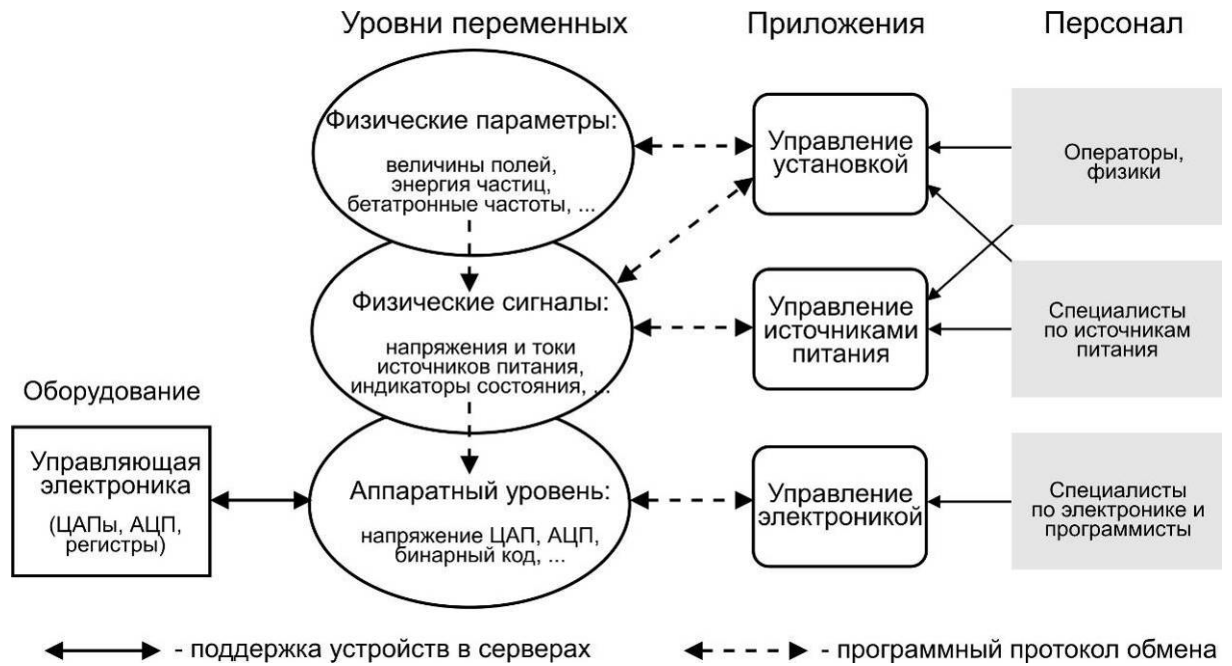 Уровни переменных
Приложения
Персонал
Физические параметры:
величины полей,
энергия частиц,
бетатронные частоты, ...
Управление
установкой
Операторы,
физики
Физические сигналы:
напряжения и токи
источников питания,
индикаторы состояния, ...
Управление
источниками
питания
Специалисты
по источникам
питания
Оборудование
Управляющая
электроника
(ЦАПы, АЦП,
регистры)
Аппаратный уровень:
напряжение ЦАП, АЦП,
бинарный код, ...
Управление
электроникой
Специалисты
по электронике и
программисты
- поддержка устройств в серверах
- программный протокол обмена